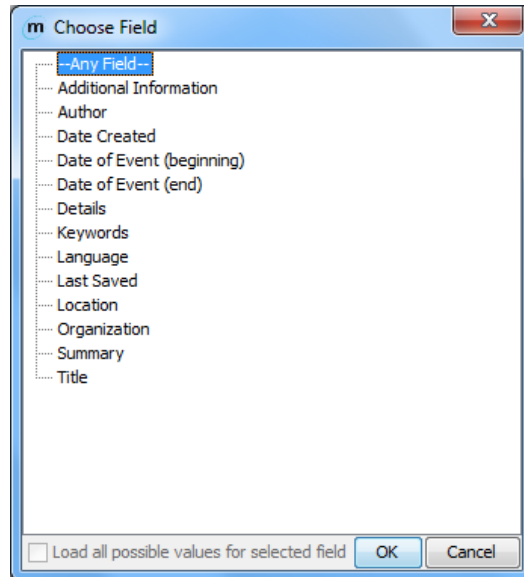 m Choose Field
--Any Field--
Additional Information
Author
Date Created
Date of Event (beginning)
Date of Event (end)
Details
Keywords
Language
Last Saved
Location
Organization
Summary
Title
Load all possible values for selected field OK Cancel